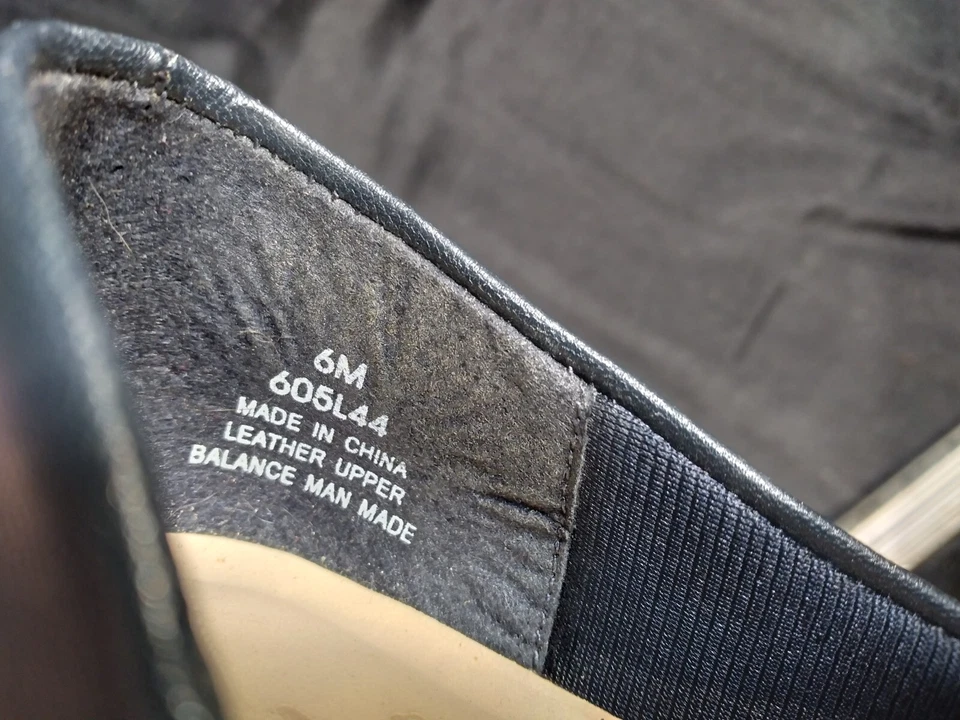 6M
605L44
MADE IN CHINA
LEATHER UPPER
BALANCE MAN MADE